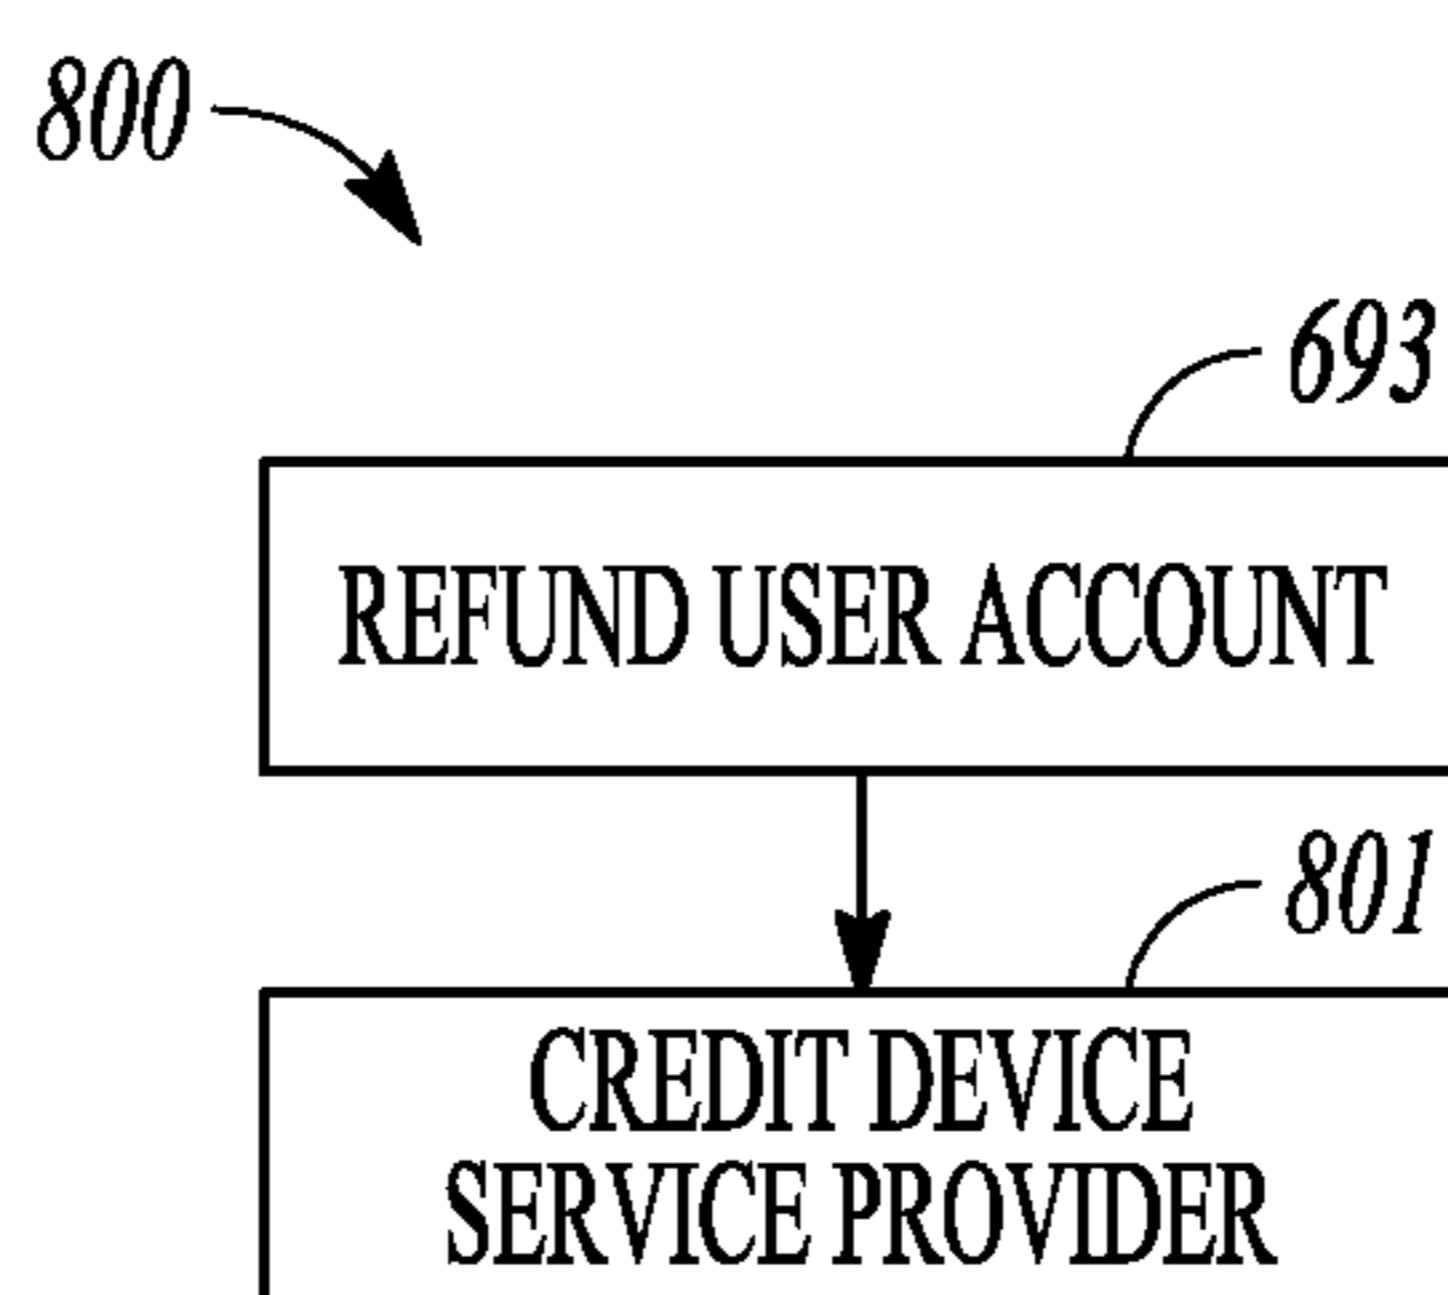 800
693
REFUND USER ACCOUNT
801
CREDIT DEVICE
SERVICE PROVIDER